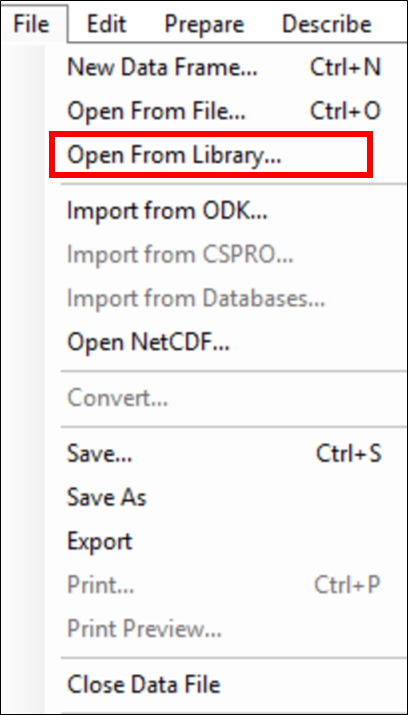 File Edit Prepare Describe
New Data Frame... Ctrl+N
Open From File... Ctrl+O
Open From Library...
Import from ODK...
Import from CSPRO...
Import from Databases...
Open NetCDF...
Convert...
Save... Ctrl+S
Save As
Export
Print... Ctrl+P
Print Preview...
Close Data File